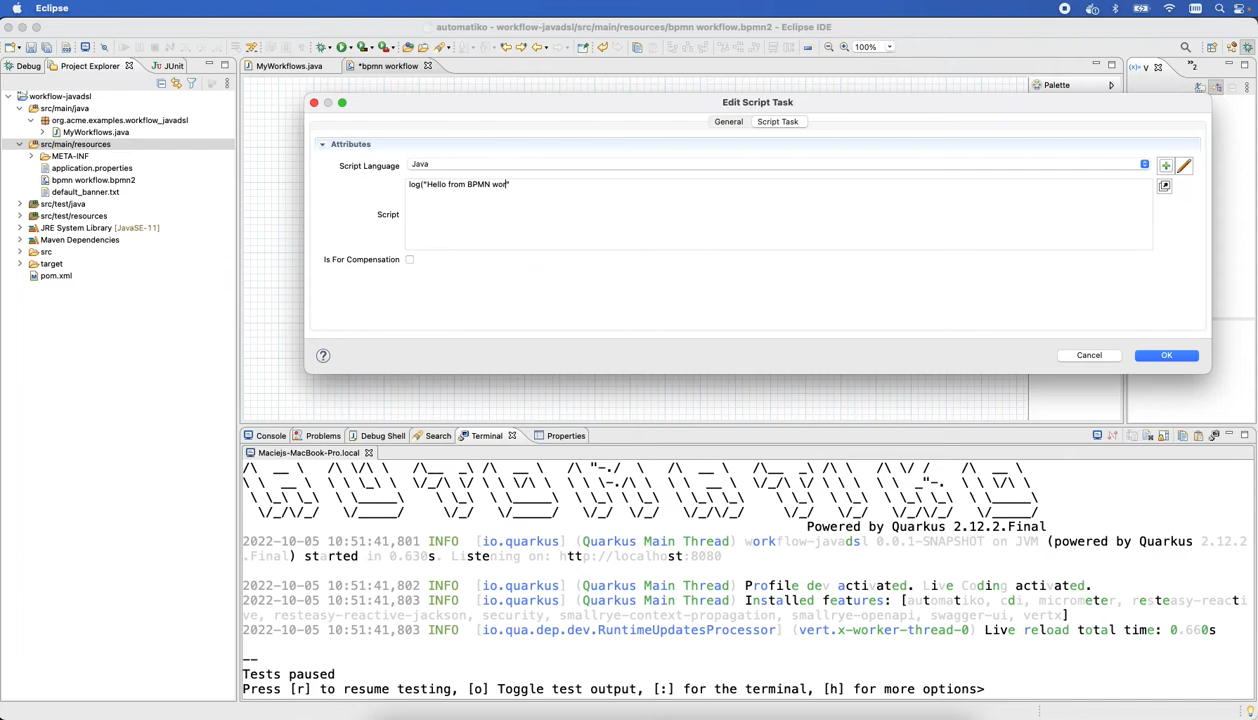 Eclipse
automatiko - workflow-javadsl/src/main/resources/bpmn workflow.bpmn2 - Eclipse IDE
100%
Debug
Project Explorer
JUnit
MyWorkflows.java
*bpmn workflow
V
2
Palette
workflow-javadsl
src/main/java
org.acme.examples.workflow_javadsl
MyWorkflows.java
src/main/resources
META-INF
application.properties
bpmn workflow.bpmn2
default_banner.txt
src/test/java
src/test/resources
JRE System Library [JavaSE-11]
Maven Dependencies
src
target
pom.xml
Edit Script Task
General
Script Task
Attributes
Script Language
Java
log("Hello from BPMN wor"
Script
Is For Compensation
?
Cancel
OK
Console
Problems
Debug Shell
Search
Terminal
Properties
Maciejs-MacBook-Pro.local
Powered by Quarkus 2.12.2.Final
2022-10-05 10:51:41,801 INFO [io.quarkus] (Quarkus Main Thread) workflow-javadsl 0.0.1-SNAPSHOT on JVM (powered by Quarkus 2.12.2
.Final) started in 0.630s. Listening on: http://localhost:8080
2022-10-05 10:51:41,802 INFO [io.quarkus] (Quarkus Main Thread) Profile dev activated. Live Coding activated.
2022-10-05 10:51:41,803 INFO [io.quarkus] (Quarkus Main Thread) Installed features: [automatiko, cdi, micrometer, resteasy-reacti
ve, resteasy-reactive-jackson, security, smallrye-context-propagation, smallrye-openapi, swagger-ui, vertx]
2022-10-05 10:51:41,803 INFO [io.qua.dep.dev.RuntimeUpdatesProcessor] (vert.x-worker-thread-0) Live reload total time: 0.660s
--
Tests paused
Press [r] to resume testing, [o] Toggle test output, [:] for the terminal, [h] for more options>